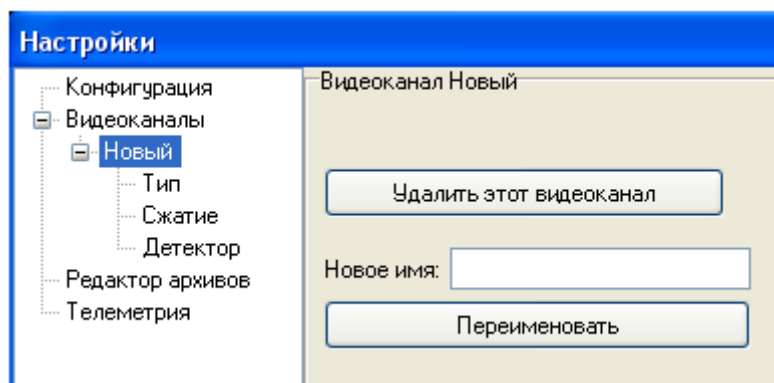 Настройки
Конфигурация
Видеоканалы
Новый
Тип
Сжатие
Детектор
Редактор архивов
Телеметрия
Видеоканал Новый
Удалить этот видеоканал
Новое имя:
Переименовать